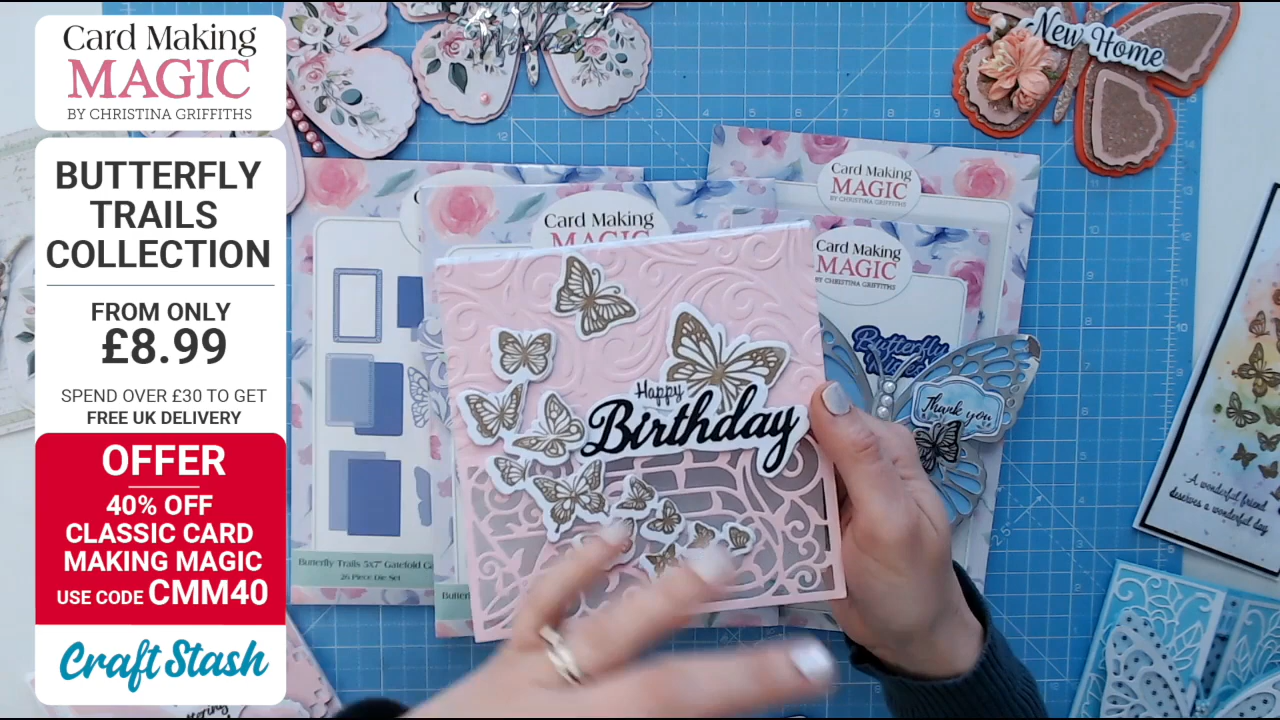 Card Making
MAGIC
BY CHRISTINA GRIFFITHS
BUTTERFLY
TRAILS
COLLECTION
FROM ONLY
£8.99
SPEND OVER £30 TO GET
FREE UK DELIVERY
OFFER
40% OFF
CLASSIC CARD
MAKING MAGIC
USE CODE CMM40
CraftStash
New Home
Card Making
MAGIC
BY CHRISTINA GRIFFITHS
Card Making
MAGIC
Card Making
MAGIC
BY CHRISTINA GRIFFITHS
Butterfly
Happy
Birthday
Thank you
A wonderful friend
deserves a wonderful day
Butterfly Trails 5x7" Gatefold
26 Piece Die Set